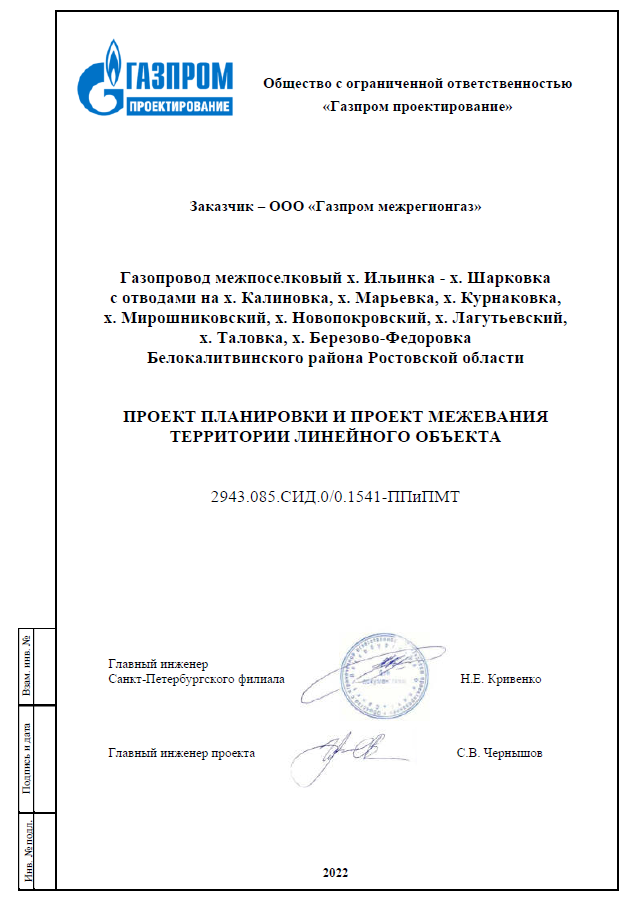 ГАЗПРОМ
ПРОЕКТИРОВАНИЕ
Общество с ограниченной ответственностью
«Газпром проектирование»
Заказчик – ООО «Газпром межрегионгаз»
Газопровод межпоселковый х. Ильинка - х. Шарковка
с отводами на х. Калиновка, х. Марьевка, х. Курнаковка,
х. Мирошниковский, х. Новопокровский, х. Лагутьевский,
х. Таловка, х. Березово-Федоровка
Белокалитвинского района Ростовской области
ПРОЕКТ ПЛАНИРОВКИ И ПРОЕКТ МЕЖЕВАНИЯ
ТЕРРИТОРИИ ЛИНЕЙНОГО ОБЪЕКТА
2943.085.СИД.0/0.1541-ППиПМТ
Главный инженер
Санкт-Петербургского филиала
Н.Е. Кривенко
Главный инженер проекта
С.В. Чернышов
Взам. инв. №
Подпись и дата
Инв. № подл.
2022